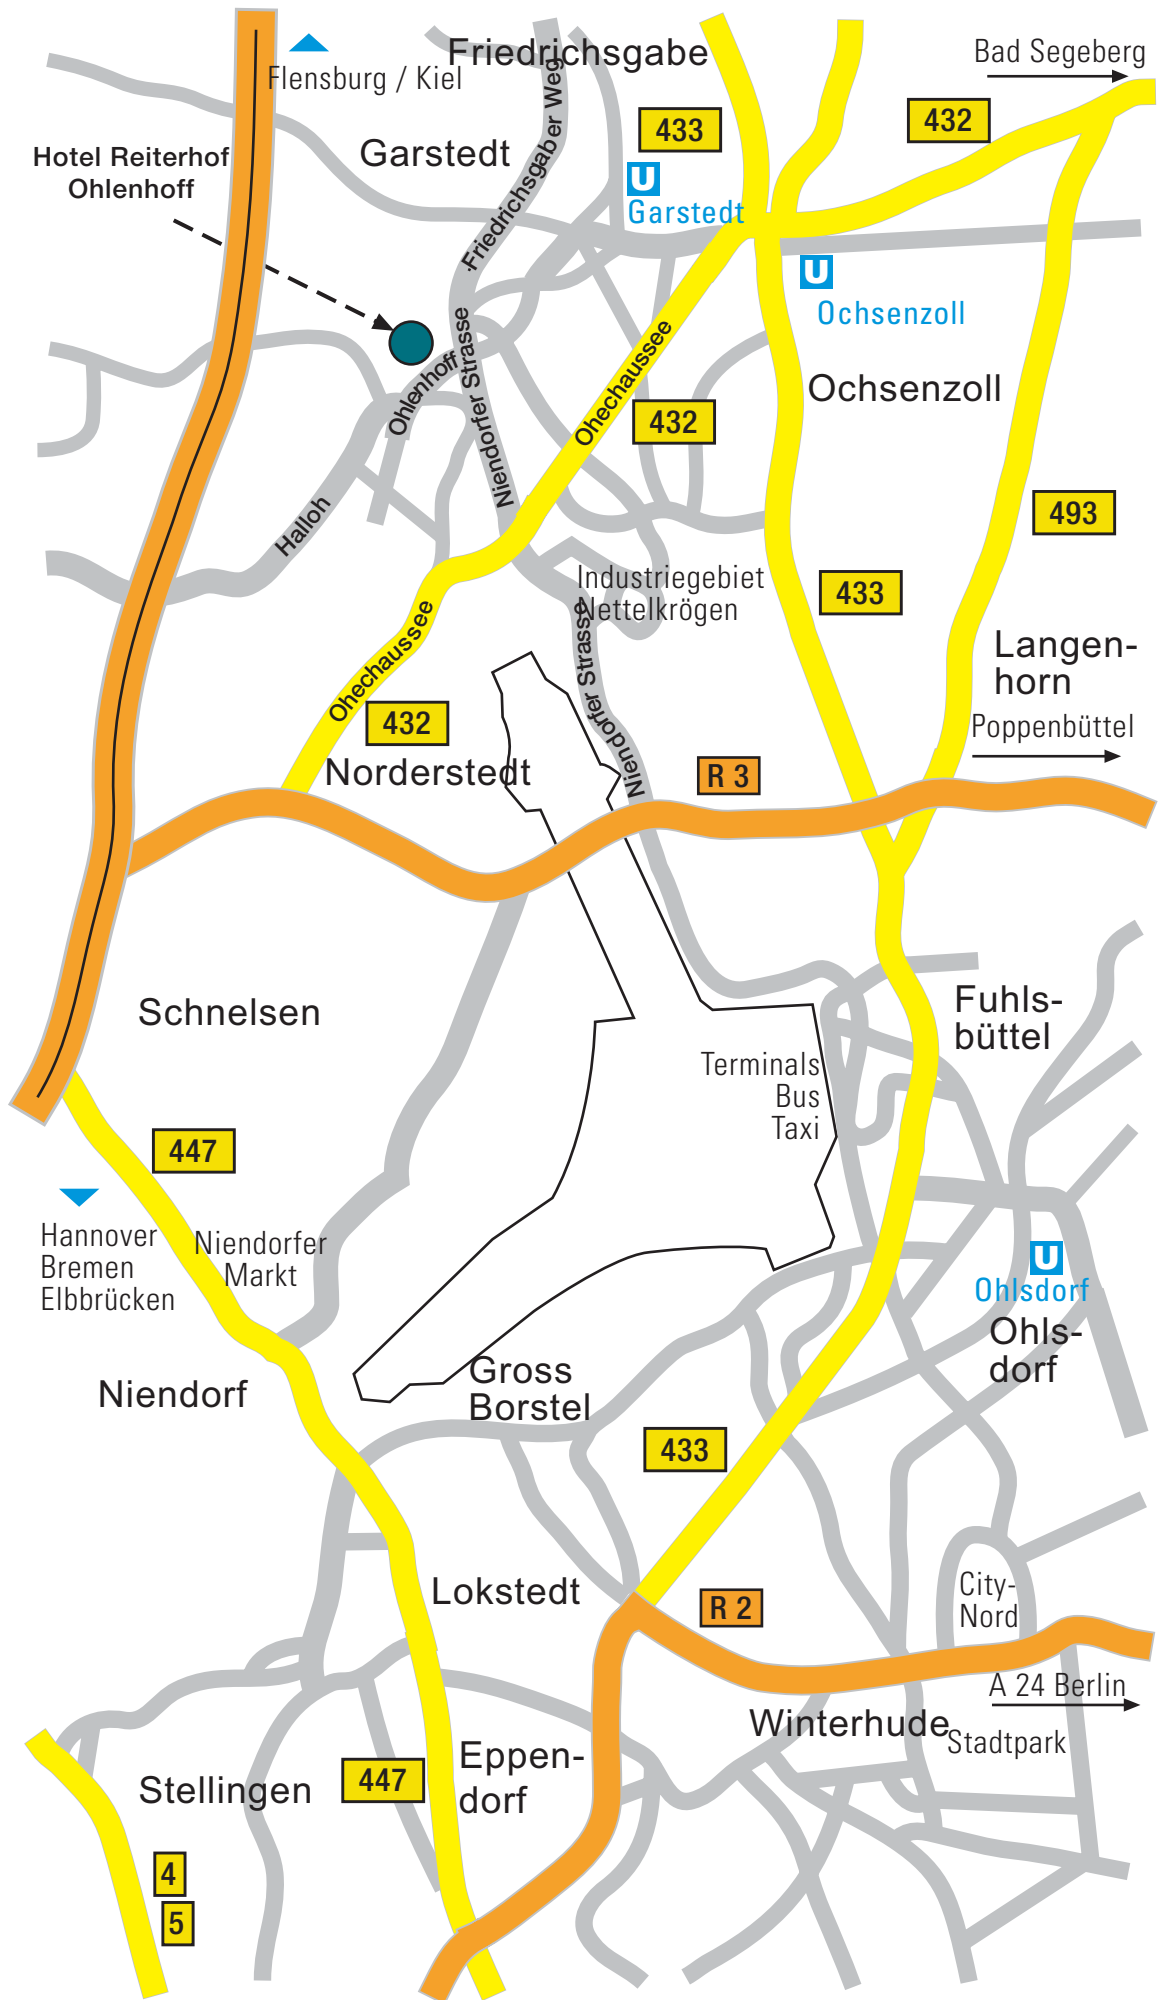 Friedrichsgabe
Bad Segeberg
Flensburg / Kiel
432
433
Garstedt
Hotel Reiterhof
Ohlenhoff
Friedrichsgaber Weg
U
Garstedt
U
Ochsenzoll
Ochsenzoll
Ohlenhoff
Niendorfer Strasse
Ohechaussee
432
493
Halloh
Industriegebiet
Nettelkrögen
433
Ohechaussee
Niendorfer Strasse
Langen-
horn
432
Poppenbüttel
Norderstedt
R 3
Schnelsen
Fuhls-
büttel
Terminals
Bus
Taxi
447
Hannover
Bremen
Elbbrücken
Niendorfer
Markt
U
Ohlsdorf
Ohls-
dorf
Niendorf
Gross
Borstel
433
Lokstedt
City-
Nord
R 2
A 24 Berlin
Winterhude
Stadtpark
Eppen-
dorf
447
Stellingen
4
5